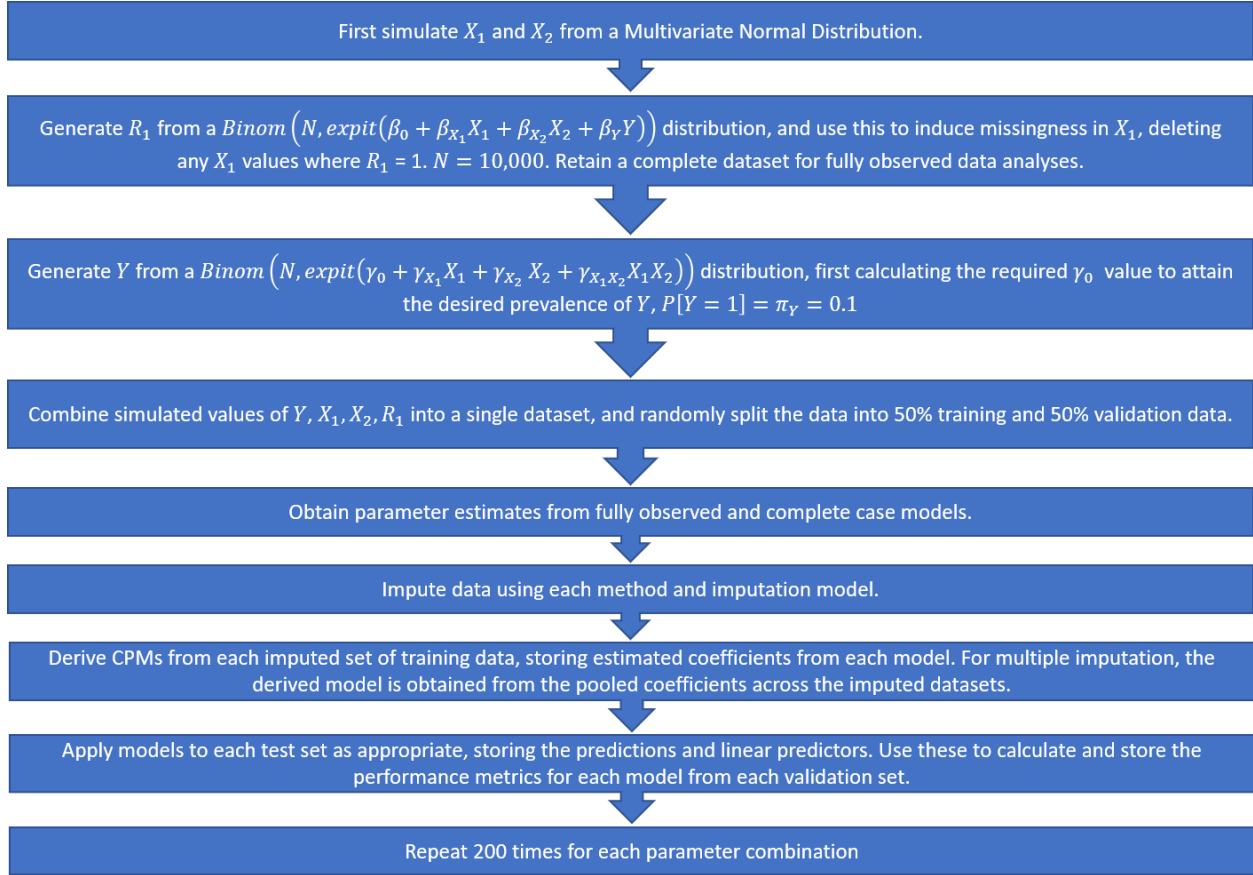 First simulate X₁ and X₂ from a Multivariate Normal Distribution.
Generate R₁ from a Binom(N, expit(β₀ + β_X₁X₁ + β_X₂X₂ + β_YY)) distribution, and use this to induce missingness in X₁, deleting
any X₁ values where R₁ = 1. N = 10,000. Retain a complete dataset for fully observed data analyses.
Generate Y from a Binom(N, expit(γ₀ + γ_X₁X₁ + γ_X₂ X₂ + γ_X₁X₂X₁X₂)) distribution, first calculating the required γ₀ value to attain
the desired prevalence of Y, P[Y = 1] = π_Y = 0.1
Combine simulated values of Y, X₁, X₂, R₁ into a single dataset, and randomly split the data into 50% training and 50% validation data.
Obtain parameter estimates from fully observed and complete case models.
Impute data using each method and imputation model.
Derive CPMs from each imputed set of training data, storing estimated coefficients from each model. For multiple imputation, the
derived model is obtained from the pooled coefficients across the imputed datasets.
Apply models to each test set as appropriate, storing the predictions and linear predictors. Use these to calculate and store the
performance metrics for each model from each validation set.
Repeat 200 times for each parameter combination